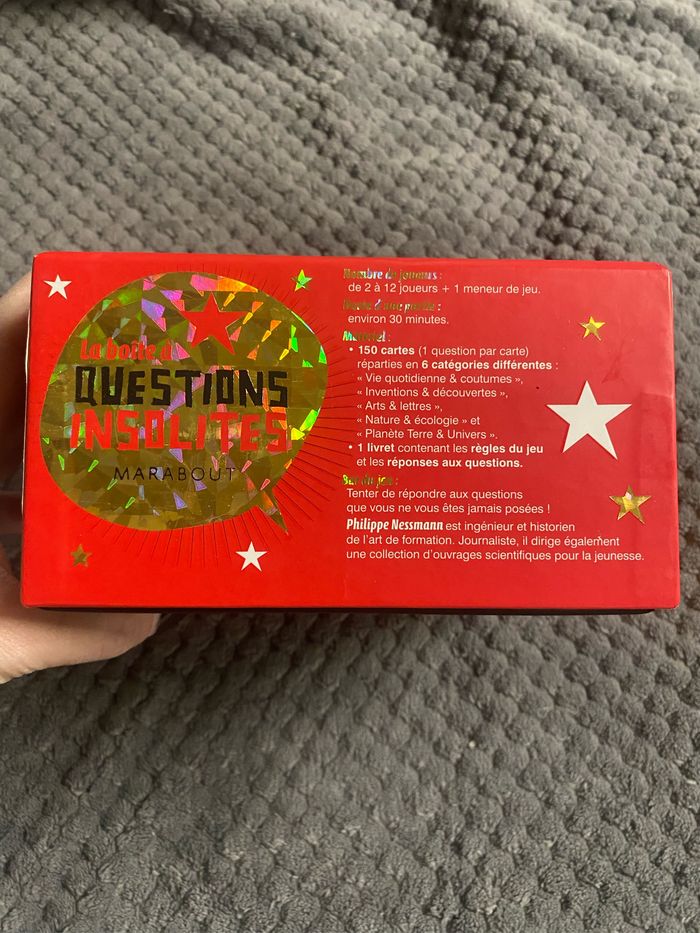 La boîte à
QUESTIONS
INSOLITES
MARABOUT
Nombre de joueurs :
de 2 à 12 joueurs + 1 meneur de jeu.
Durée d'une partie :
environ 30 minutes.
Matériel :
• 150 cartes (1 question par carte)
réparties en 6 catégories différentes :
« Vie quotidienne & coutumes »,
« Inventions & découvertes »,
« Arts & lettres »,
« Nature & écologie » et
« Planète Terre & Univers ».
• 1 livret contenant les règles du jeu
et les réponses aux questions.
But du jeu :
Tenter de répondre aux questions
que vous ne vous êtes jamais posées !
Philippe Nessmann est ingénieur et historien
de l'art de formation. Journaliste, il dirige également
une collection d'ouvrages scientifiques pour la jeunesse.